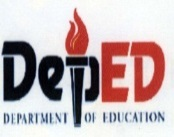 DepED
DEPARTMENT OF EDUCATION